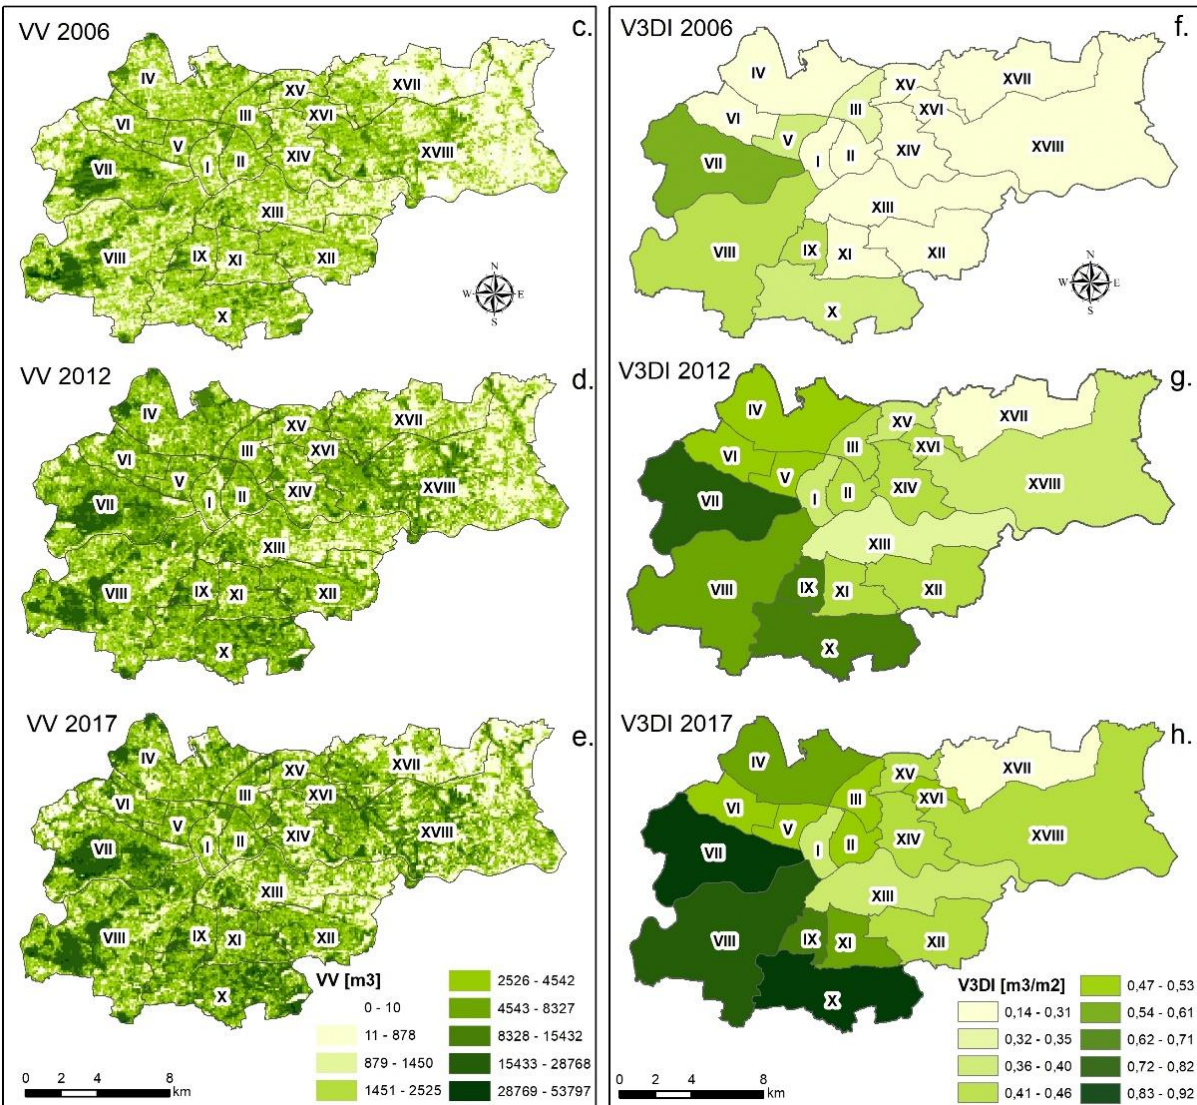 VV 2006
c.
IV
XV
XVII
VI
III
XVI
V
VII
I
II
XIV
XVIII
XIII
VIII
IX
XI
XII
X
N
W
E
S
VV 2012
d.
IV
XV
XVII
VI
III
XVI
V
VII
I
II
XIV
XVIII
XIII
VIII
IX
XI
XII
X
VV 2017
e.
IV
XV
XVII
VI
III
XVI
V
VII
I
II
XIV
XVIII
XIII
VIII
IX
XI
XII
X
VV [m3]
0 - 10
11 - 878
879 - 1450
1451 - 2525
2526 - 4542
4543 - 8327
8328 - 15432
15433 - 28768
28769 - 53797
0 2 4 8
km
V3DI 2006
f.
IV
XV
XVII
VI
III
XVI
V
VII
I
II
XIV
XVIII
XIII
VIII
IX
XI
XII
X
N
W
E
S
V3DI 2012
g.
IV
XV
XVII
VI
III
XVI
V
VII
I
II
XIV
XVIII
XIII
VIII
IX
XI
XII
X
V3DI 2017
h.
IV
XV
XVII
VI
III
XVI
V
VII
I
II
XIV
XVIII
XIII
VIII
IX
XI
XII
X
V3DI [m3/m2]
0,14 - 0,31
0,32 - 0,35
0,36 - 0,40
0,41 - 0,46
0,47 - 0,53
0,54 - 0,61
0,62 - 0,71
0,72 - 0,82
0,83 - 0,92
0 2 4 8
km